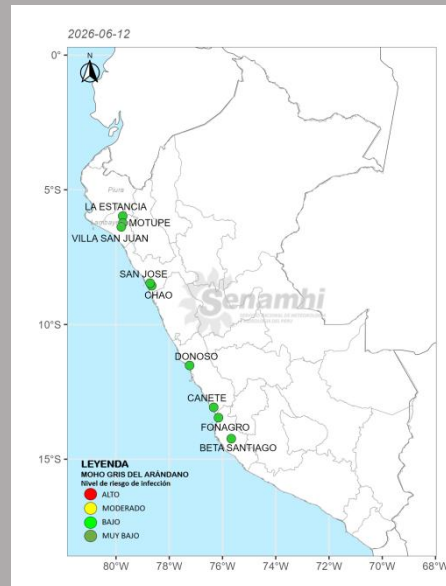 2026-06-12
N
0°
5°S
10°S
15°S
Piura
LA ESTANCIA
MOTUPE
VILLA SAN JUAN
SAN JOSE
CHAO
Senamhi
DONOSO
CANETE
FONAGRO
BETA SANTIAGO
LEYENDA
MOHO GRIS DEL ARÁNDANO
Nivel de riesgo de infección
ALTO
MODERADO
BAJO
MUY BAJO
80°W 78°W 76°W 74°W 72°W 70°W 68°W